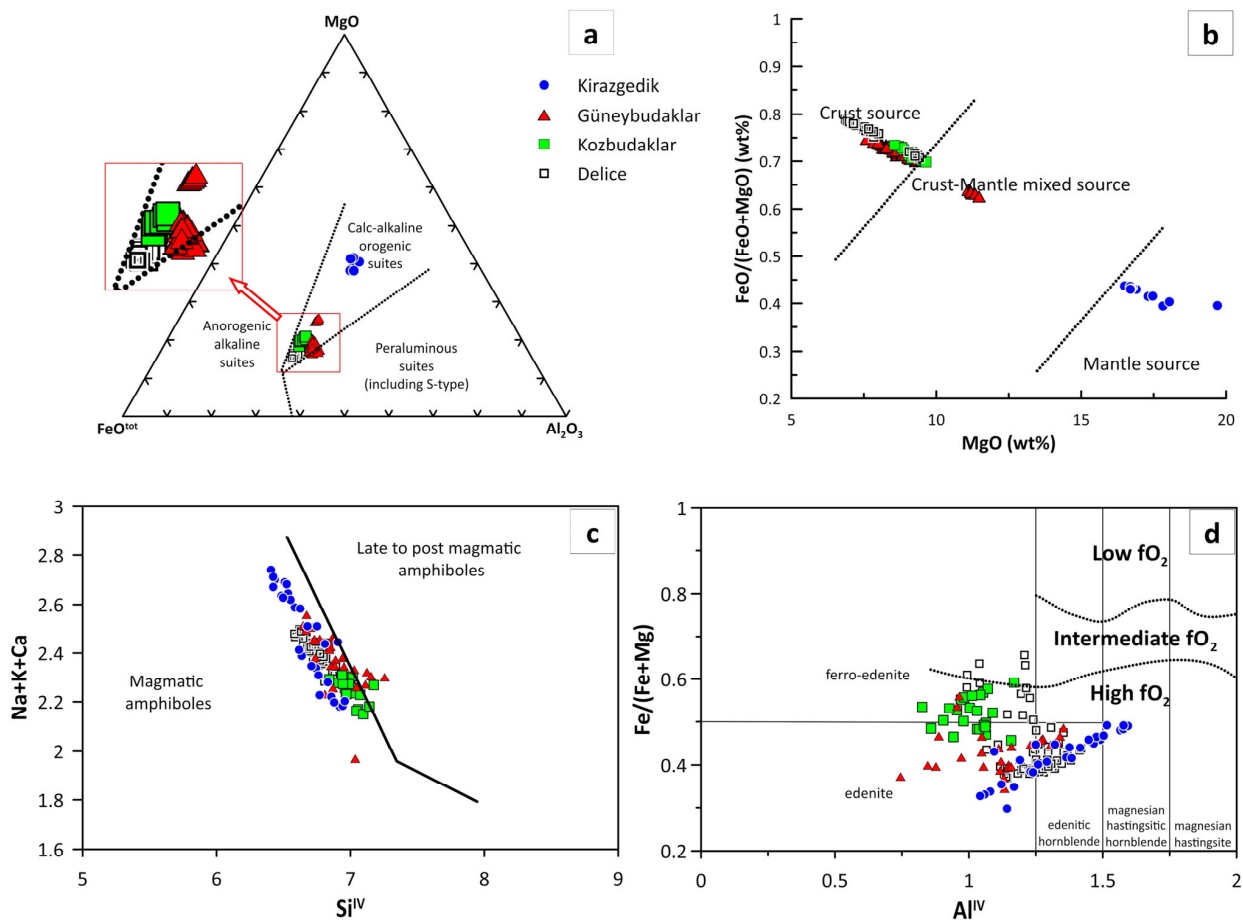 MgO
a
Kirazgedik
Güneybudaklar
Kozbudaklar
Delice
Calc-alkaline
orogenic
suites
Anorogenic
alkaline
suites
Peraluminous
suites
(including S-type)
FeOᵗᵒᵗ
Al₂O₃
b
1
0.9
0.8
0.7
0.6
0.5
0.4
0.3
0.2
FeO/(FeO+MgO) (wt%)
Crust source
Crust-Mantle mixed source
Mantle source
5
10
15
20
MgO (wt%)
c
3
2.8
2.6
2.4
2.2
2
1.8
1.6
Na+K+Ca
Late to post magmatic
amphiboles
Magmatic
amphiboles
5
6
7
8
9
Siᴵⱽ
d
1
0.8
0.6
0.4
0.2
Fe/(Fe+Mg)
Low fO₂
Intermediate fO₂
High fO₂
ferro-edenite
edenite
edenitic
hornblende
magnesian
hastingsitic
hornblende
magnesian
hastingsite
0
0.5
1
1.5
2
Alᴵⱽ